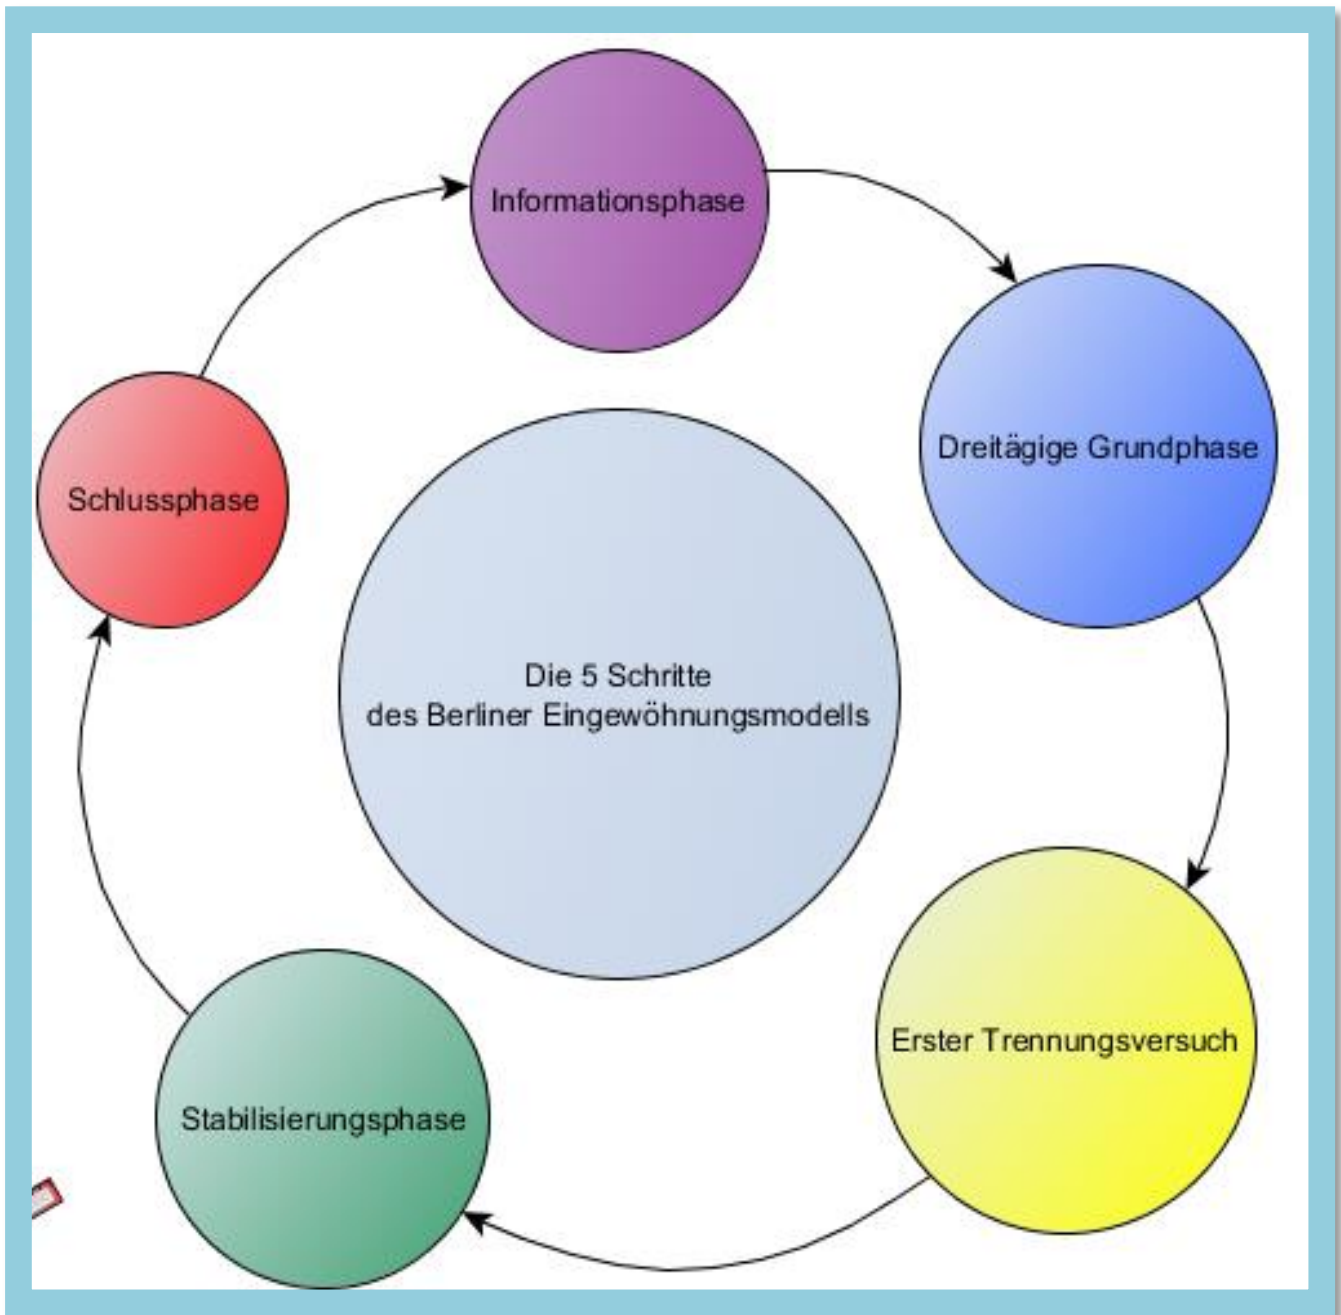 Informationsphase
Dreitägige Grundphase
Schlussphase
Die 5 Schritte
des Berliner Eingewöhnungsmodells
Erster Trennungsversuch
Stabilisierungsphase